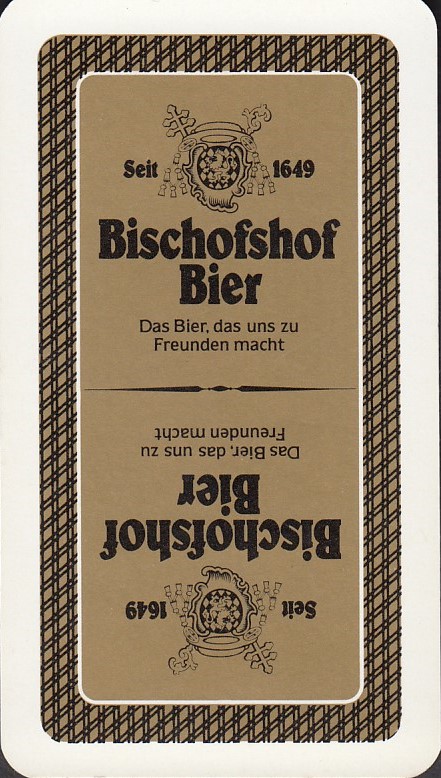 Seit 1649
Bischofshof
Bier
Das Bier, das uns zu
Freunden macht
Seit 1649
Bischofshof
Bier
Das Bier, das uns zu
Freunden macht